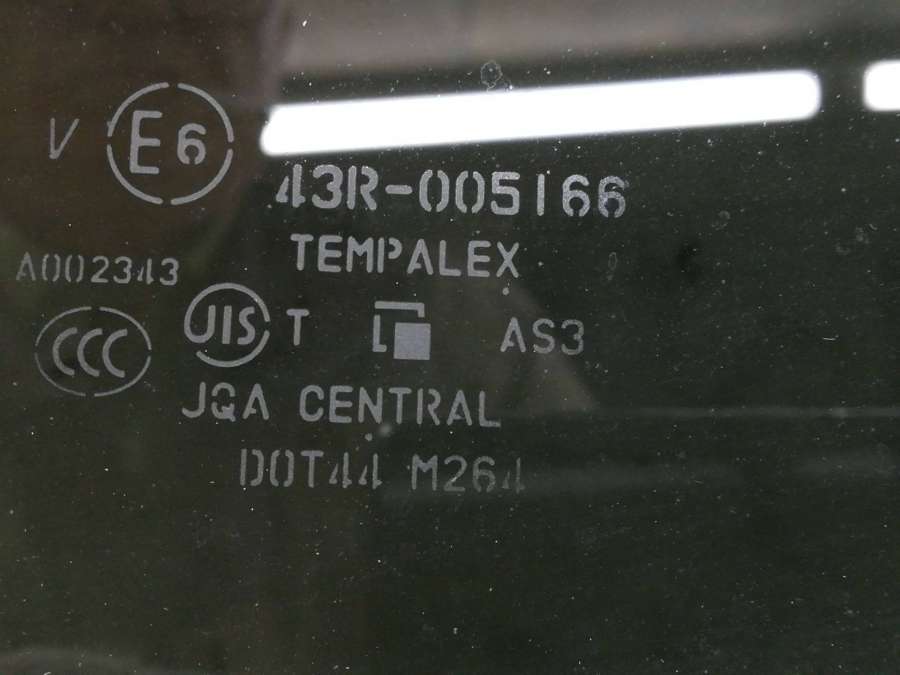 V E6
43R-005166
TEMPALEX
A002343
CCC JIS T AS3
JQA CENTRAL
DOT44 M264